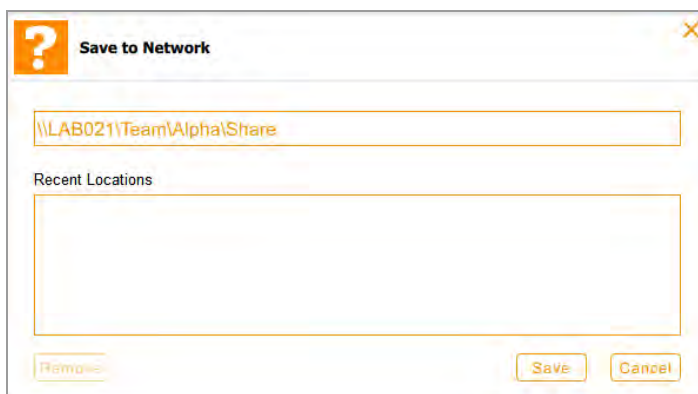 ?
Save to Network
\\LAB021\Team\Alpha\Share
Recent Locations
Remove
Save
Cancel